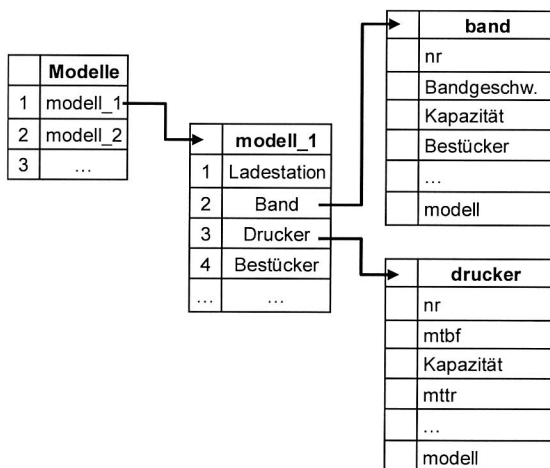 Modelle
1 modell_1
2 modell_2
3 ...
modell_1
1 Ladestation
2 Band
3 Drucker
4 Bestücker
... ...
band
nr
Bandgeschw.
Kapazität
Bestücker
...
modell
drucker
nr
mtbf
Kapazität
mttr
...
modell